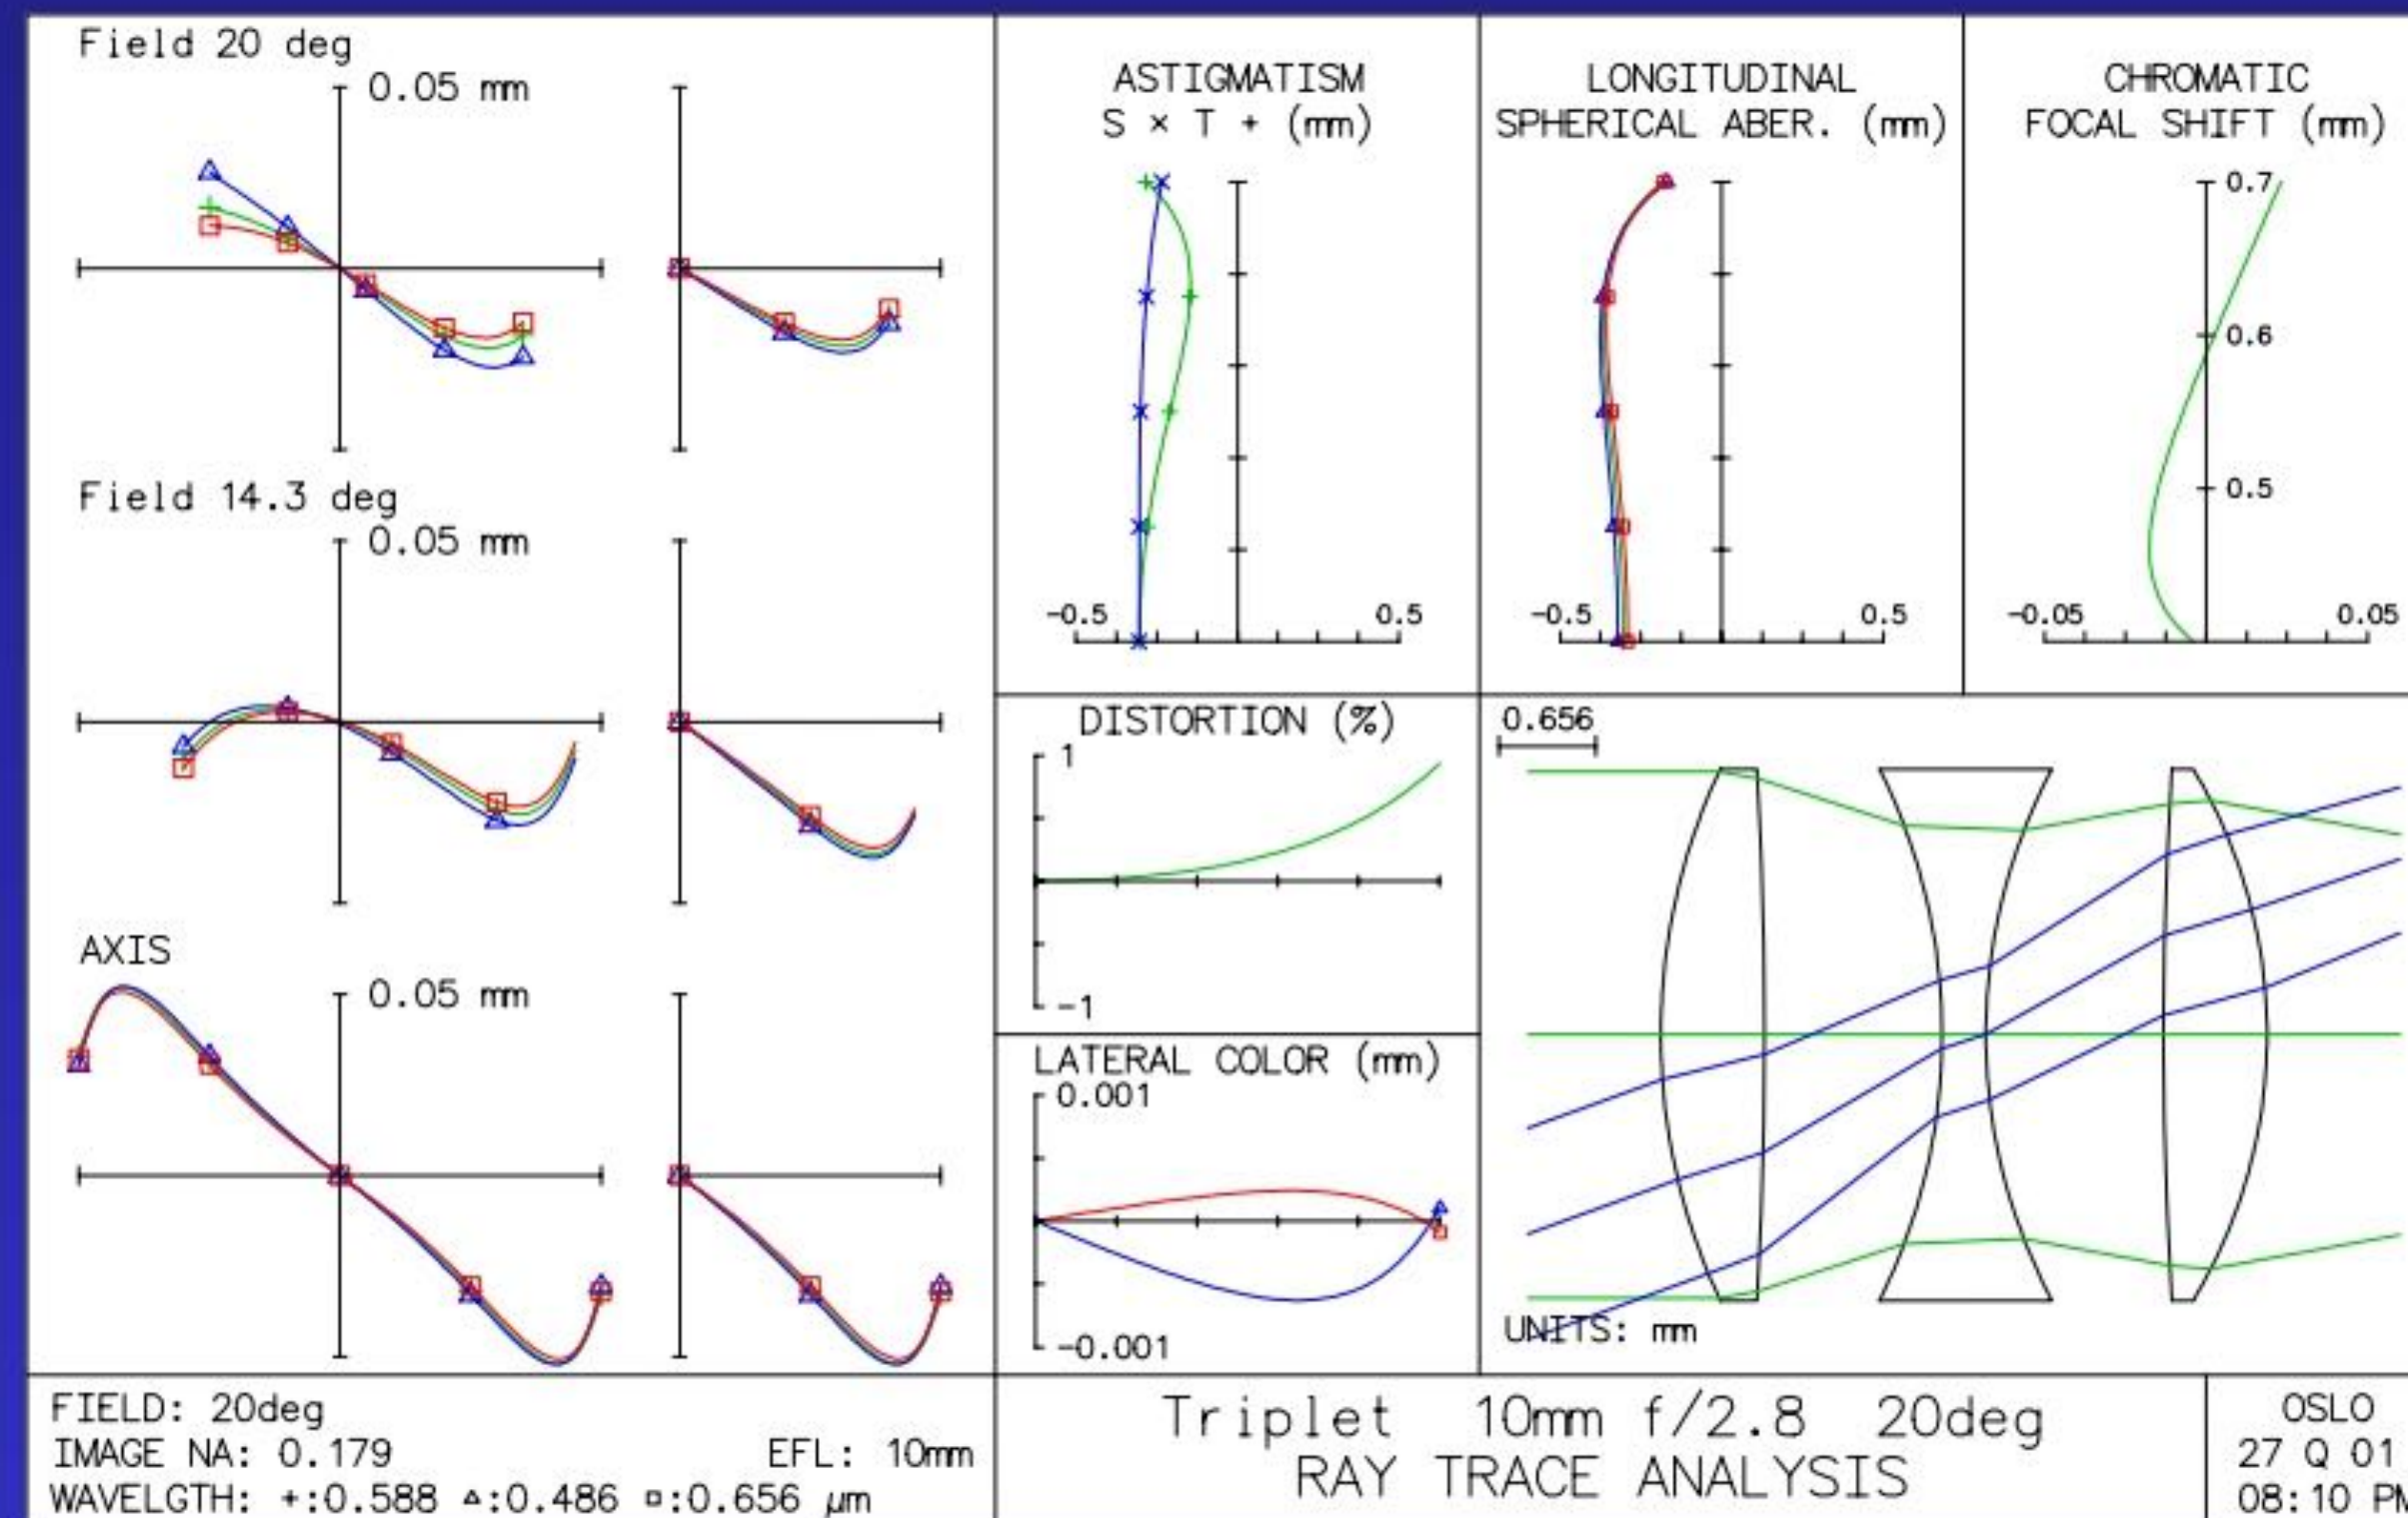 Field 20 deg
0.05 mm
Field 14.3 deg
0.05 mm
AXIS
0.05 mm
ASTIGMATISM
S × T + (mm)
-0.5 0.5
LONGITUDINAL
SPHERICAL ABER. (mm)
-0.5 0.5
CHROMATIC
FOCAL SHIFT (mm)
0.7
0.6
0.5
-0.05 0.05
DISTORTION (%)
1
-1
LATERAL COLOR (mm)
0.001
-0.001
0.656
UNITS: mm
FIELD: 20deg
IMAGE NA: 0.179 EFL: 10mm
WAVELGTH: +:0.588 ▵:0.486 ▫:0.656 µm
Triplet 10mm f/2.8 20deg
RAY TRACE ANALYSIS
OSLO
27 Q 01
08:10 PM